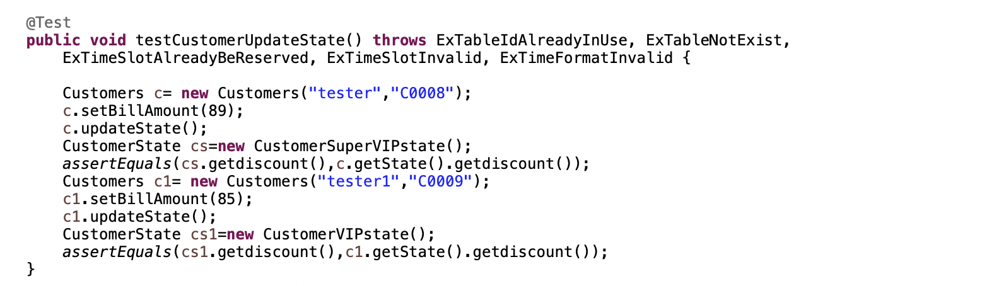 @Test
public void testCustomerUpdateState() throws ExTableIdAlreadyInUse, ExTableNotExist,
ExTimeSlotAlreadyBeReserved, ExTimeSlotInvalid, ExTimeFormatInvalid {
Customers c= new Customers("tester","C0008");
c.setBillAmount(89);
c.updateState();
CustomerState cs=new CustomerSuperVIPstate();
assertEquals(cs.getdiscount(),c.getState().getdiscount());
Customers c1= new Customers("tester1","C0009");
c1.setBillAmount(85);
c1.updateState();
CustomerState cs1=new CustomerVIPstate();
assertEquals(cs1.getdiscount(),c1.getState().getdiscount());
}